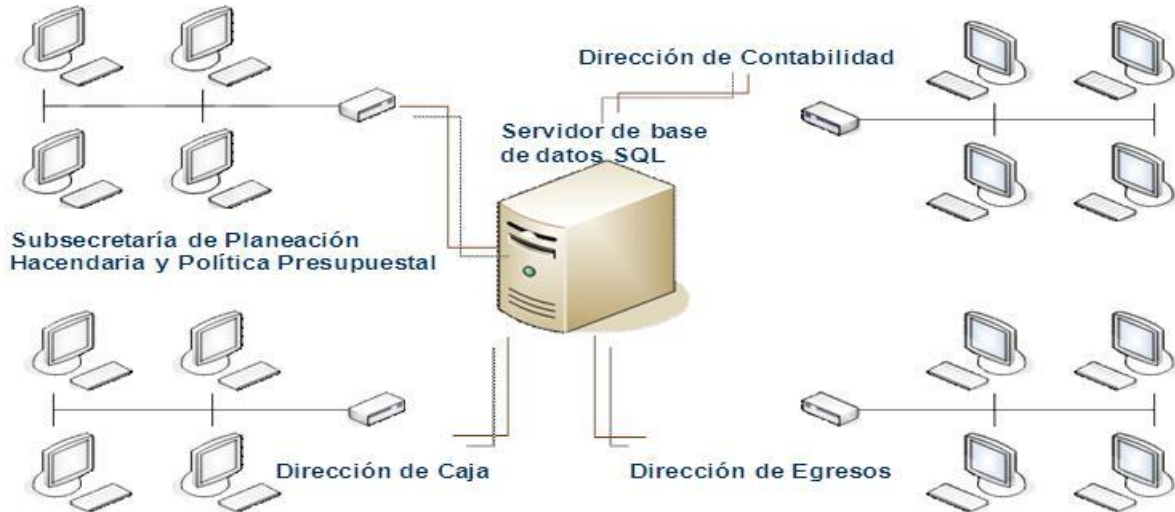 Dirección de Contabilidad
Servidor de base
de datos SQL
Subsecretaría de Planeación
Hacendaria y Política Presupuestal
Dirección de Caja
Dirección de Egresos